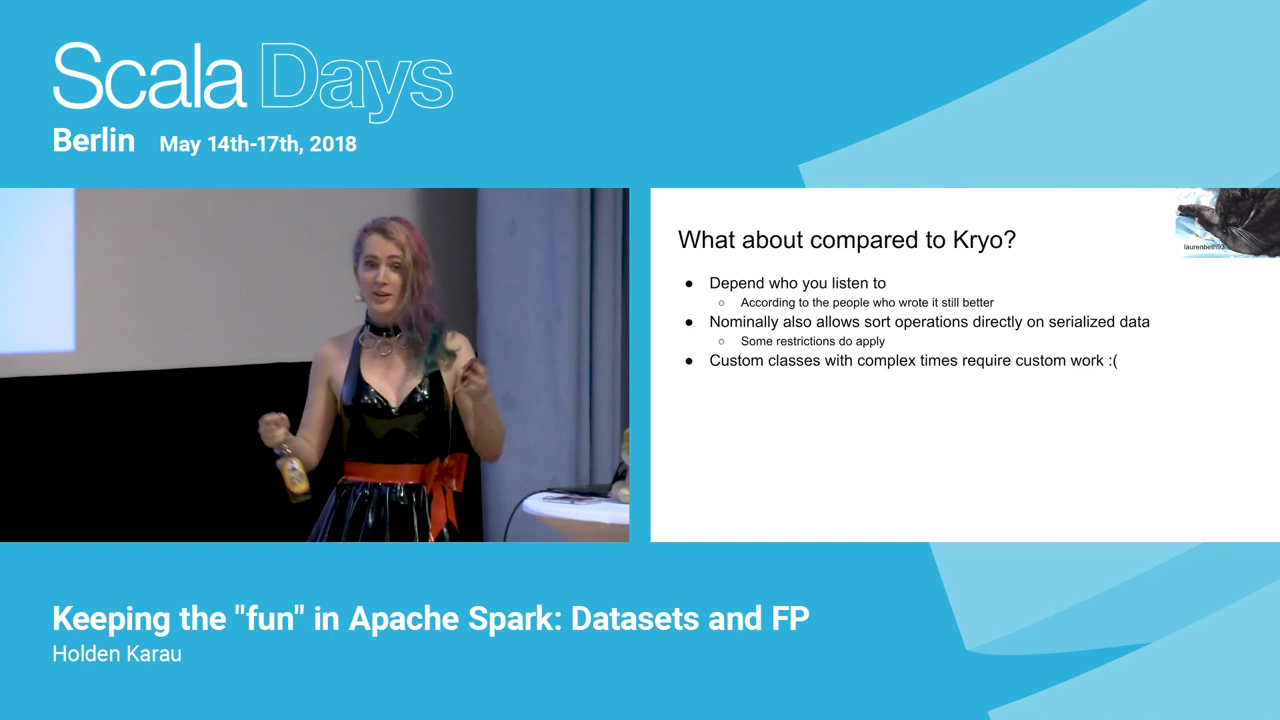 Scala Days
Berlin May 14th-17th, 2018
What about compared to Kryo?
laurenbeth93
● Depend who you listen to
○ According to the people who wrote it still better
● Nominally also allows sort operations directly on serialized data
○ Some restrictions do apply
● Custom classes with complex times require custom work :(
Keeping the "fun" in Apache Spark: Datasets and FP
Holden Karau